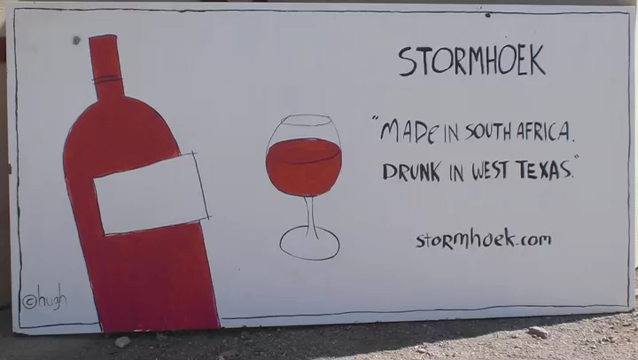 STORMHOEK
"MADE IN SOUTH AFRICA.
DRUNK IN WEST TEXAS."
stormhoek.com
©hugh